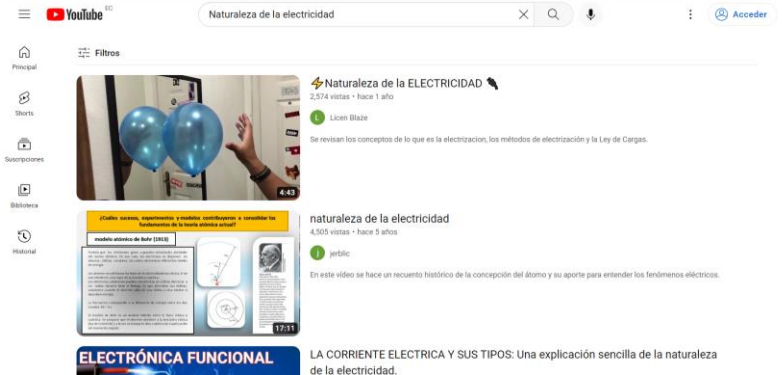 YouTube EC
Naturaleza de la electricidad
Acceder
Principal
Shorts
Suscripciones
Biblioteca
Historial
Filtros
4:43
⚡Naturaleza de la ELECTRICIDAD 🔌
2,574 vistas • hace 1 año
L Licen Blaze
Se revisan los conceptos de lo que es la electrizacion, los métodos de electrización y la Ley de Cargas.
¿Cuáles sucesos, experimentos y modelos contribuyeron a consolidar los
fundamentos de la teoría atómica actual?
modelo atómico de Bohr (1913)
17:11
naturaleza de la electricidad
4,505 vistas • hace 5 años
j jerblic
En este vídeo se hace un recuento histórico de la concepción del átomo y su aporte para entender los fenómenos eléctricos.
ELECTRÓNICA FUNCIONAL
LA CORRIENTE ELECTRICA Y SUS TIPOS: Una explicación sencilla de la naturaleza
de la electricidad.